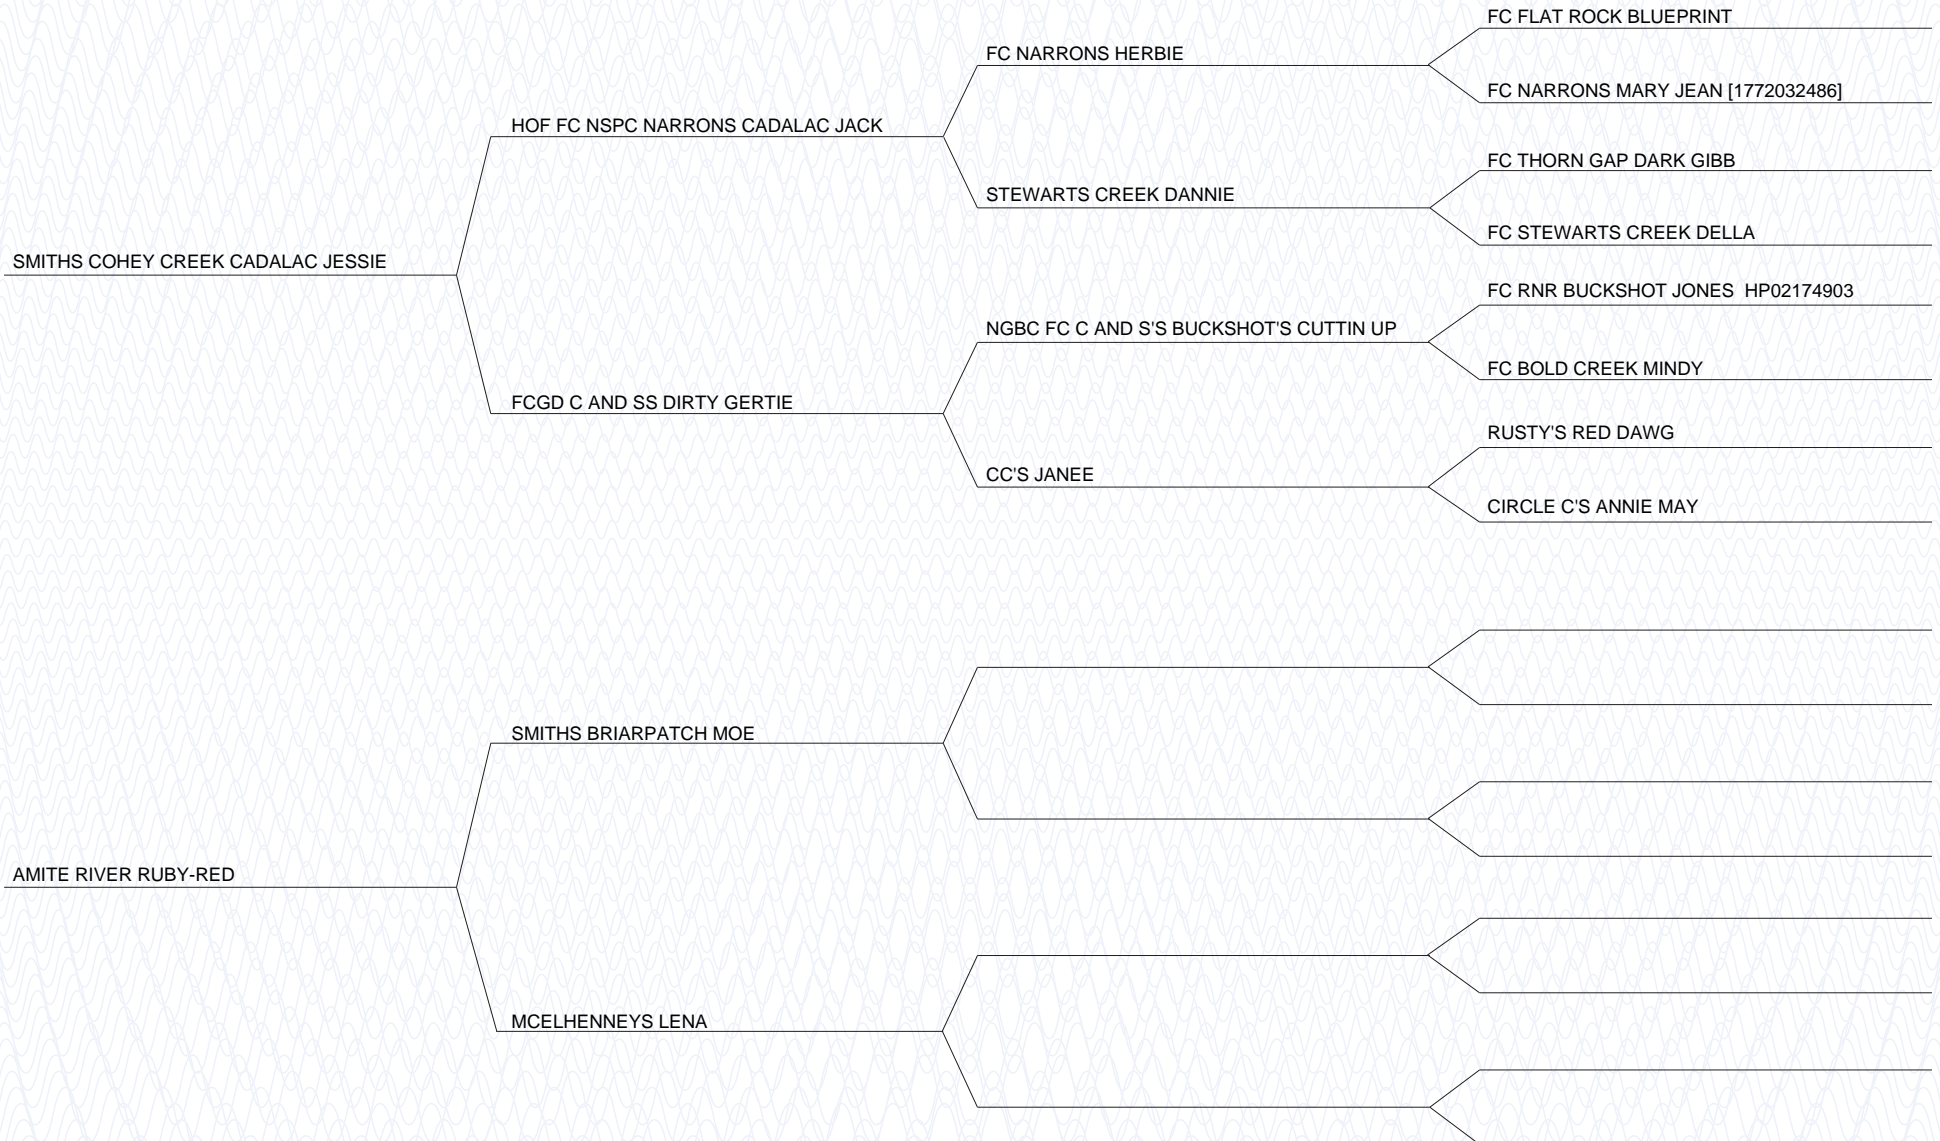 FC FLAT ROCK BLUEPRINT
FC NARRONS HERBIE
FC NARRONS MARY JEAN [1772032486]
HOF FC NSPC NARRONS CADALAC JACK
FC THORN GAP DARK GIBB
STEWARTS CREEK DANNIE
FC STEWARTS CREEK DELLA
SMITHS COHEY CREEK CADALAC JESSIE
FC RNR BUCKSHOT JONES  HP02174903
NGBC FC C AND S'S BUCKSHOT'S CUTTIN UP
FC BOLD CREEK MINDY
FCGD C AND SS DIRTY GERTIE
RUSTY'S RED DAWG
CC'S JANEE
CIRCLE C'S ANNIE MAY
SMITHS BRIARPATCH MOE
AMITE RIVER RUBY-RED
MCELHENNEYS LENA